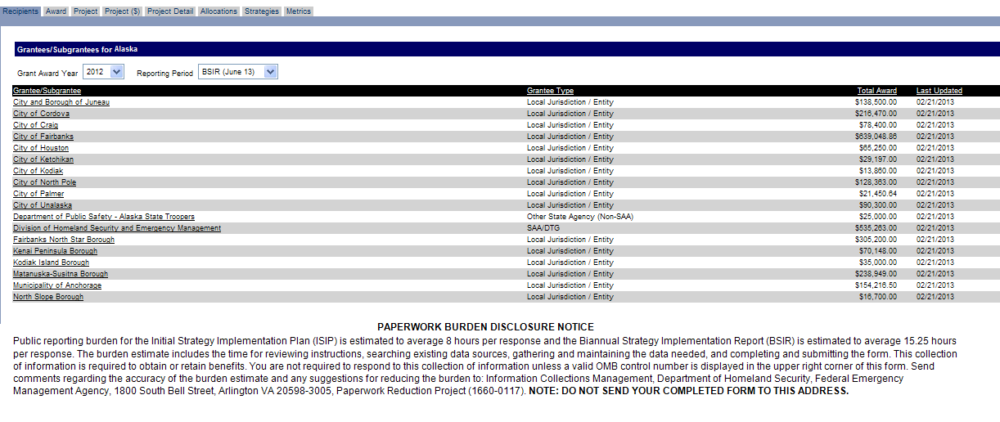 Recipients Award Project Project ($) Project Detail Allocations Strategies Metrics
Grantees/Subgrantees for Alaska
Grant Award Year 2012 Reporting Period BSIR (June 13)
Grantee/Subgrantee Grantee Type Total Award Last Updated
City and Borough of Juneau Local Jurisdiction / Entity $138,500.00 02/21/2013
City of Cordova Local Jurisdiction / Entity $216,470.00 02/21/2013
City of Craig Local Jurisdiction / Entity $78,400.00 02/21/2013
City of Fairbanks Local Jurisdiction / Entity $639,048.86 02/21/2013
City of Houston Local Jurisdiction / Entity $65,250.00 02/21/2013
City of Ketchikan Local Jurisdiction / Entity $29,197.00 02/21/2013
City of Kodiak Local Jurisdiction / Entity $13,860.00 02/21/2013
City of North Pole Local Jurisdiction / Entity $128,363.00 02/21/2013
City of Palmer Local Jurisdiction / Entity $21,450.64 02/21/2013
City of Unalaska Local Jurisdiction / Entity $90,300.00 02/21/2013
Department of Public Safety - Alaska State Troopers Other State Agency (Non-SAA) $25,000.00 02/21/2013
Division of Homeland Security and Emergency Management SAA/DTG $535,263.00 02/21/2013
Fairbanks North Star Borough Local Jurisdiction / Entity $305,200.00 02/21/2013
Kenai Peninsula Borough Local Jurisdiction / Entity $70,148.00 02/21/2013
Kodiak Island Borough Local Jurisdiction / Entity $35,000.00 02/21/2013
Matanuska-Susitna Borough Local Jurisdiction / Entity $238,949.00 02/21/2013
Municipality of Anchorage Local Jurisdiction / Entity $154,216.50 02/21/2013
North Slope Borough Local Jurisdiction / Entity $16,700.00 02/21/2013
PAPERWORK BURDEN DISCLOSURE NOTICE
Public reporting burden for the Initial Strategy Implementation Plan (ISIP) is estimated to average 8 hours per response and the Biannual Strategy Implementation Report (BSIR) is estimated to average 15.25 hours
per response. The burden estimate includes the time for reviewing instructions, searching existing data sources, gathering and maintaining the data needed, and completing and submitting the form. This collection
of information is required to obtain or retain benefits. You are not required to respond to this collection of information unless a valid OMB control number is displayed in the upper right corner of this form. Send
comments regarding the accuracy of the burden estimate and any suggestions for reducing the burden to: Information Collections Management, Department of Homeland Security, Federal Emergency
Management Agency, 1800 South Bell Street, Arlington VA 20598-3005, Paperwork Reduction Project (1660-0117). NOTE: DO NOT SEND YOUR COMPLETED FORM TO THIS ADDRESS.